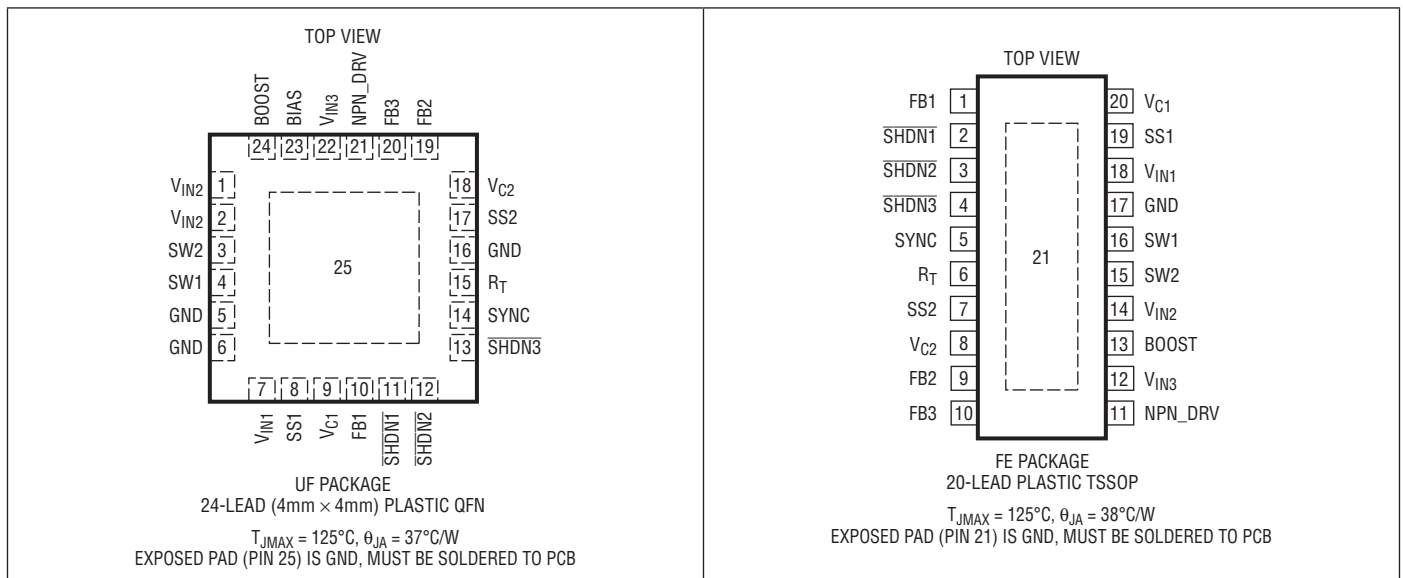 TOP VIEW
BOOST
BIAS
VIN3
NPN_DRV
FB3
FB2
24 23 22 21 20 19
VIN2 1
VIN2 2
SW2 3
SW1 4
GND 5
GND 6
25
18 VC2
17 SS2
16 GND
15 RT
14 SYNC
13 SHDN3
7 8 9 10 11 12
VIN1
SS1
VC1
FB1
SHDN1
SHDN2
UF PACKAGE
24-LEAD (4mm × 4mm) PLASTIC QFN
TJMAX = 125°C, θJA = 37°C/W
EXPOSED PAD (PIN 25) IS GND, MUST BE SOLDERED TO PCB
TOP VIEW
FB1 1
SHDN1 2
SHDN2 3
SHDN3 4
SYNC 5
RT 6
SS2 7
VC2 8
FB2 9
FB3 10
21
20 VC1
19 SS1
18 VIN1
17 GND
16 SW1
15 SW2
14 VIN2
13 BOOST
12 VIN3
11 NPN_DRV
FE PACKAGE
20-LEAD PLASTIC TSSOP
TJMAX = 125°C, θJA = 38°C/W
EXPOSED PAD (PIN 21) IS GND, MUST BE SOLDERED TO PCB